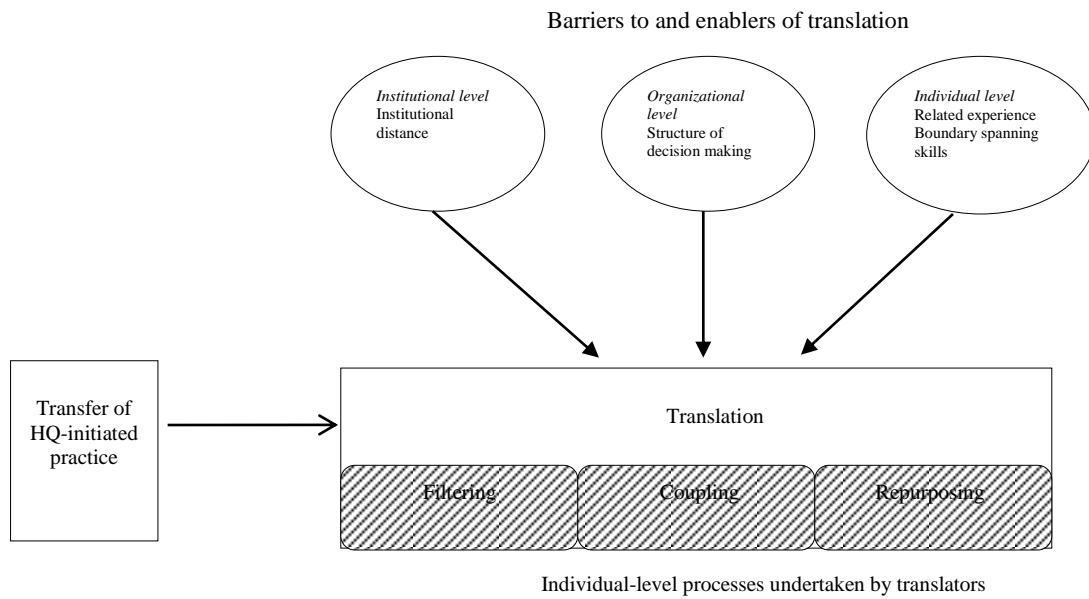 Barriers to and enablers of translation
Institutional level
Institutional
distance
Organizational
level
Structure of
decision making
Individual level
Related experience
Boundary spanning
skills
Transfer of
HQ-initiated
practice
Translation
Filtering
Coupling
Repurposing
Individual-level processes undertaken by translators